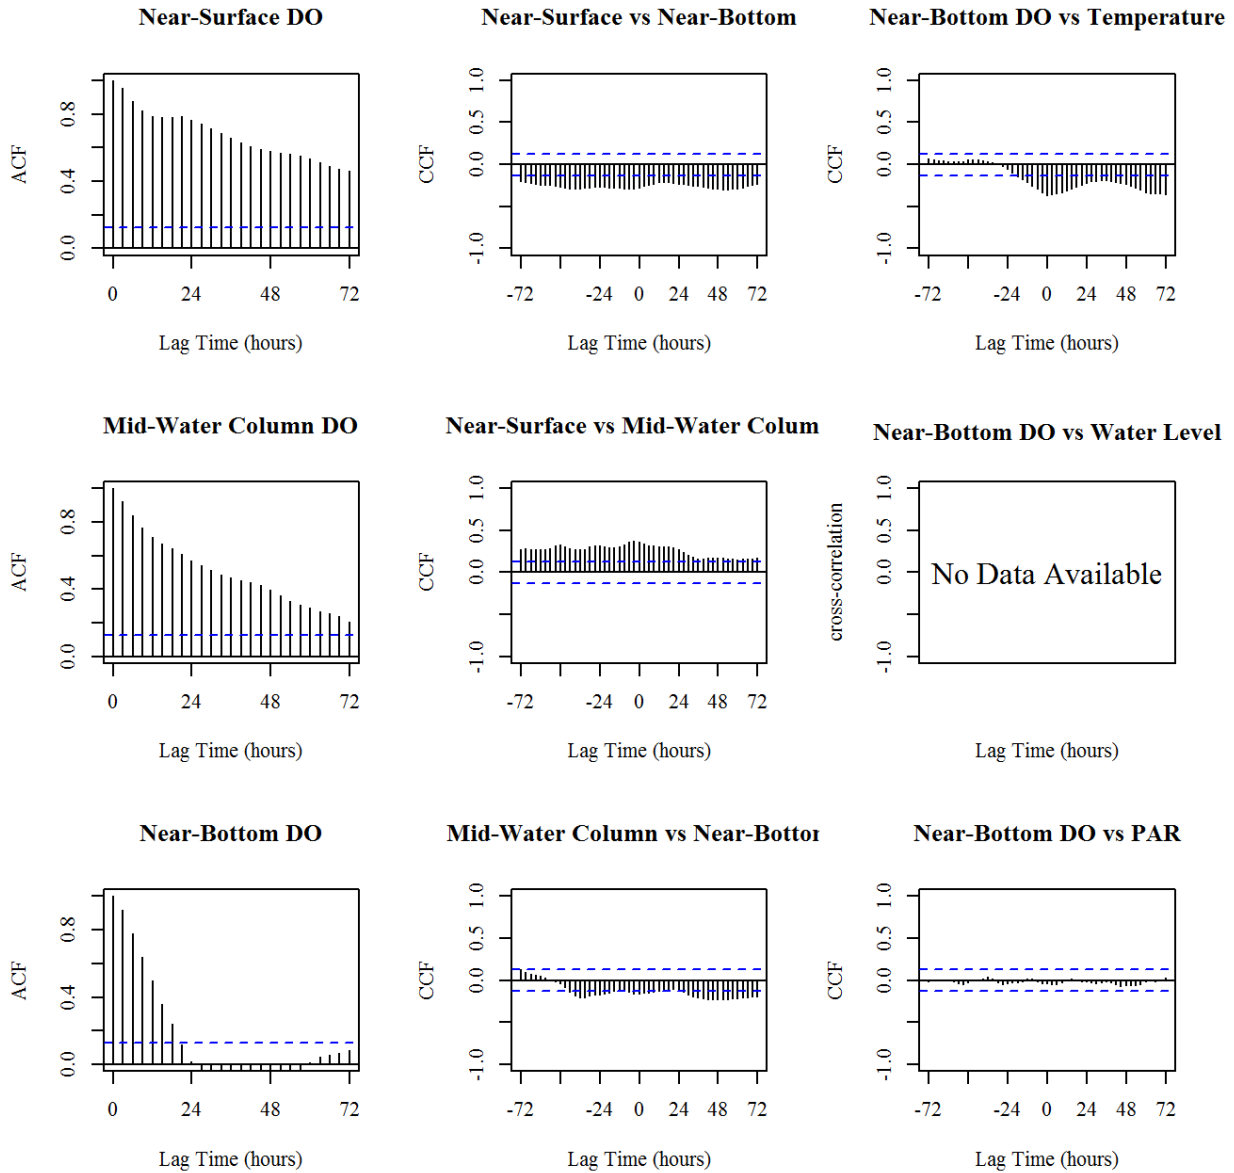 Near-Surface DO
ACF
0.0 0.4 0.8
0 24 48 72
Lag Time (hours)
Near-Surface vs Near-Bottom
CCF
-1.0 0.0 0.5 1.0
-72 -24 0 24 48 72
Lag Time (hours)
Near-Bottom DO vs Temperature
CCF
-1.0 0.0 0.5 1.0
-72 -24 0 24 48 72
Lag Time (hours)
Mid-Water Column DO
ACF
0.0 0.4 0.8
0 24 48 72
Lag Time (hours)
Near-Surface vs Mid-Water Colum
CCF
-1.0 0.0 0.5 1.0
-72 -24 0 24 48 72
Lag Time (hours)
Near-Bottom DO vs Water Level
cross-correlation
-1.0 0.0 0.5 1.0
No Data Available
Lag Time (hours)
Near-Bottom DO
ACF
0.0 0.4 0.8
0 24 48 72
Lag Time (hours)
Mid-Water Column vs Near-Bottor
CCF
-1.0 0.0 0.5 1.0
-72 -24 0 24 48 72
Lag Time (hours)
Near-Bottom DO vs PAR
CCF
-1.0 0.0 0.5 1.0
-72 -24 0 24 48 72
Lag Time (hours)